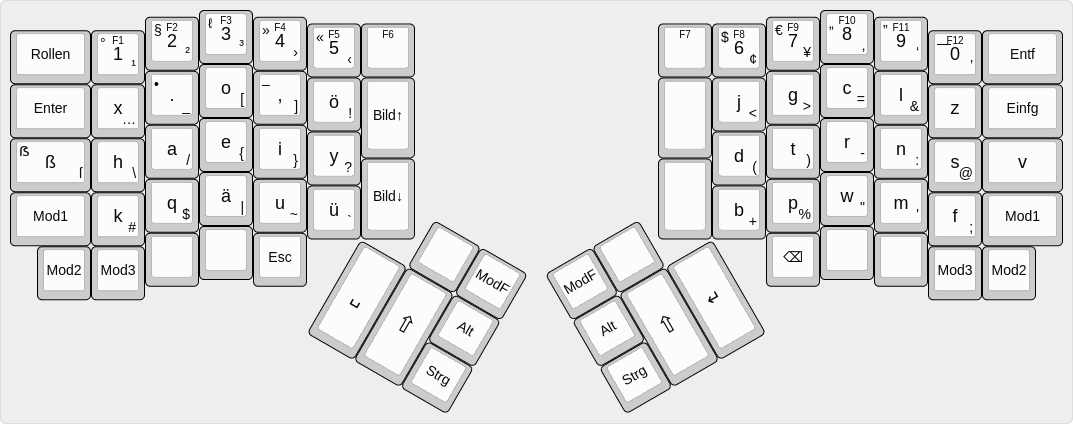 Rollen ° F1 1 ₁ § F2 2 ₂ ℓ F3 3 ₃ » F4 4 › « F5 5 ‹ F6 F7 $ F8 6 ¢ € F9 7 ¥ „ F10 8 ‚ ” F11 9 ‘ — F12 0 ’ Entf
Enter x … • . _ o [ – , ] ö ! Bild↑ j < g > c = l & z Einfg
ẞ ß ſ h \ a / e { i } y ? d ( t ) r - n : s @ v
Mod1 k # q $ ä | u ~ ü ` Bild↓ b + p % w " m ' f ; Mod1
Mod2 Mod3 Esc ⌫ Mod3 Mod2
ModF ModF
␣ ⇧ Alt Alt ⇧ ↵
Strg Strg